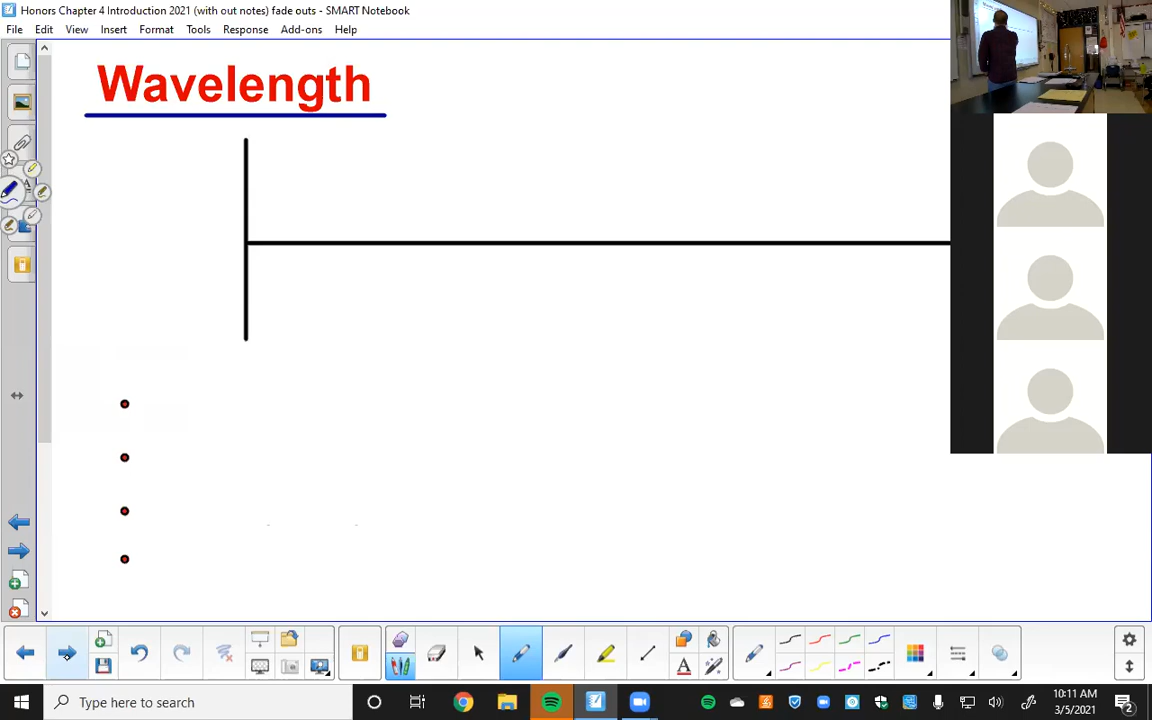 Honors Chapter 4 Introduction 2021 (with out notes) fade outs - SMART Notebook
File Edit View Insert Format Tools Response Add-ons Help
Wavelength
Type here to search
10:11 AM
3/5/2021
2